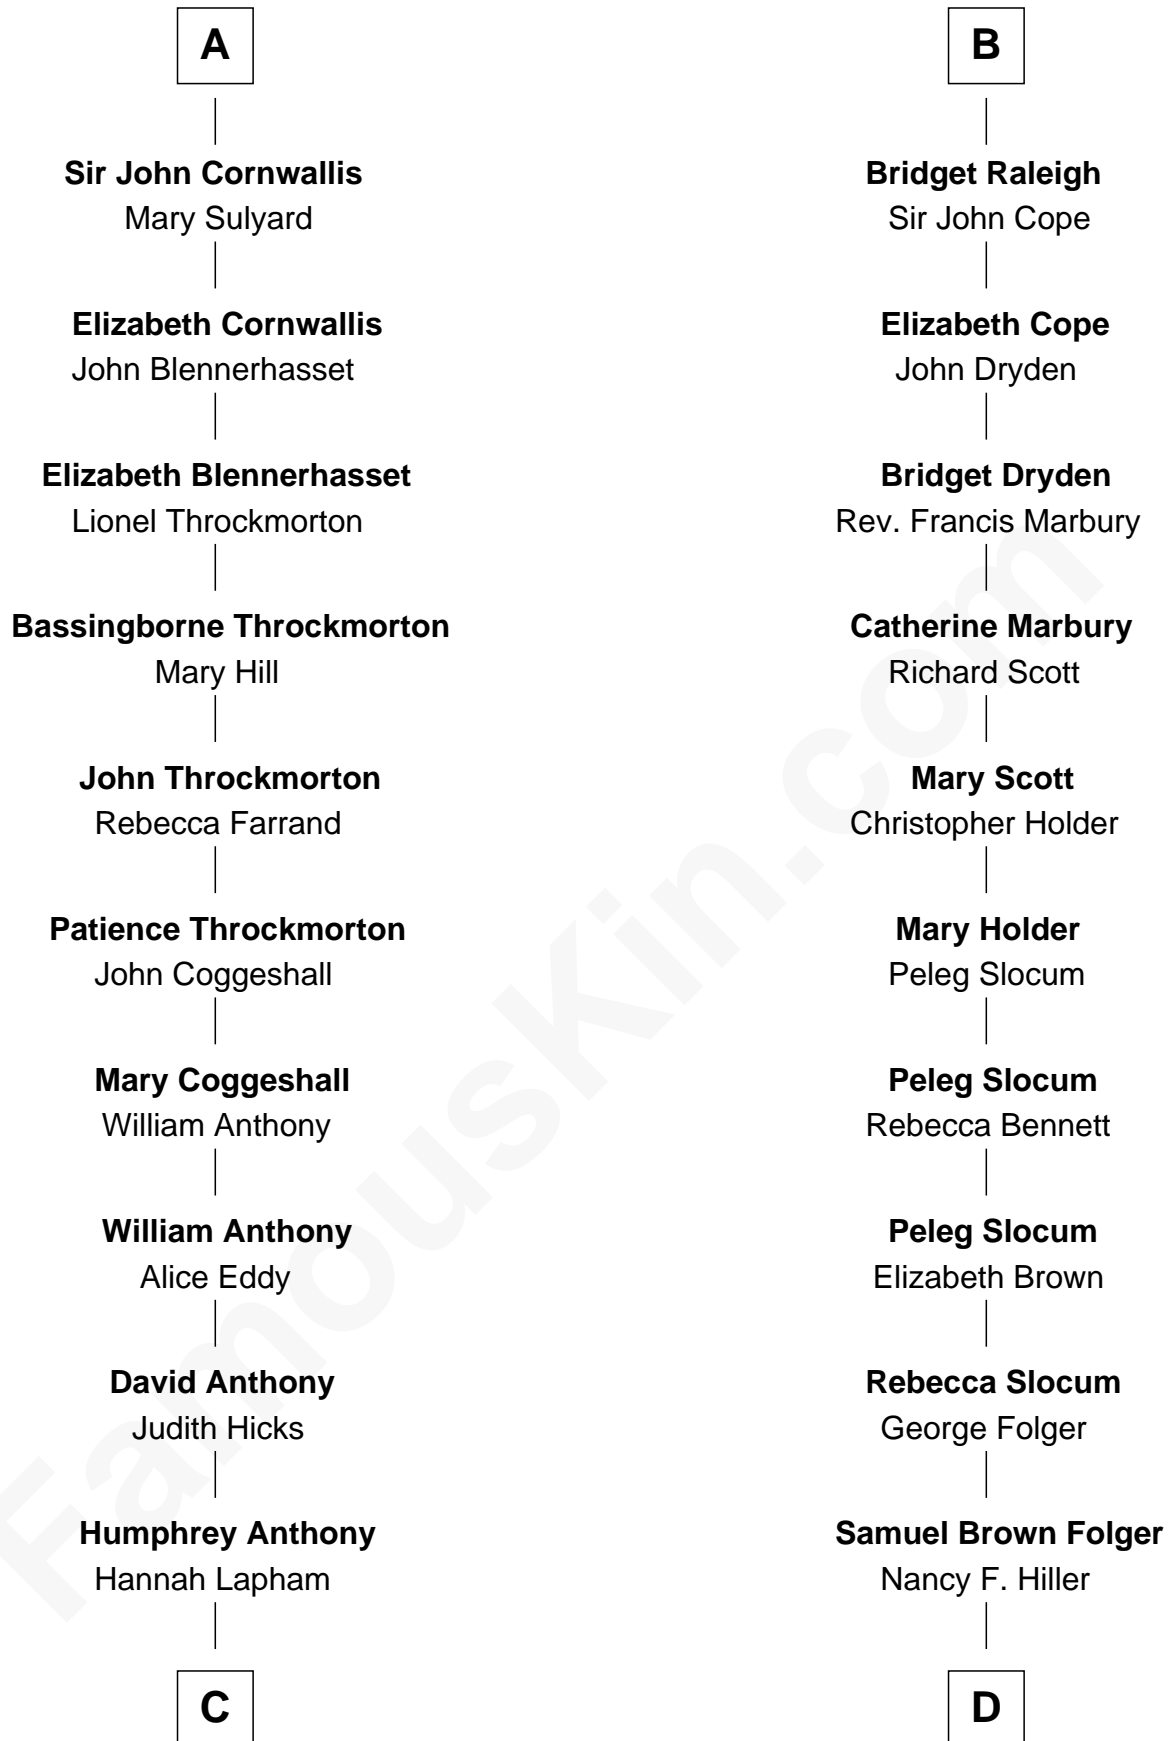 A
Sir John Cornwallis
Mary Sulyard
Elizabeth Cornwallis
John Blennerhasset
Elizabeth Blennerhasset
Lionel Throckmorton
Bassingborne Throckmorton
Mary Hill
John Throckmorton
Rebecca Farrand
Patience Throckmorton
John Coggeshall
Mary Coggeshall
William Anthony
William Anthony
Alice Eddy
David Anthony
Judith Hicks
Humphrey Anthony
Hannah Lapham
C
B
Bridget Raleigh
Sir John Cope
Elizabeth Cope
John Dryden
Bridget Dryden
Rev. Francis Marbury
Catherine Marbury
Richard Scott
Mary Scott
Christopher Holder
Mary Holder
Peleg Slocum
Peleg Slocum
Rebecca Bennett
Peleg Slocum
Elizabeth Brown
Rebecca Slocum
George Folger
Samuel Brown Folger
Nancy F. Hiller
D
FamousKin.com